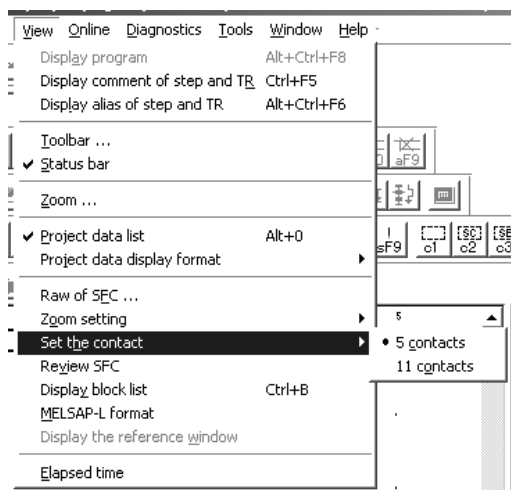 View Online Diagnostics Tools Window Help
Display program Alt+Ctrl+F8
Display comment of step and TR Ctrl+F5
Display alias of step and TR Alt+Ctrl+F6
Toolbar ...
aF9
Status bar
Zoom ...
Project data list Alt+0
sF9 c1 c2 c3
Project data display format
Raw of SFC ...
Zoom setting
5
Set the contact
5 contacts
Review SFC
11 contacts
Display block list Ctrl+B
MELSAP-L format
Display the reference window
Elapsed time